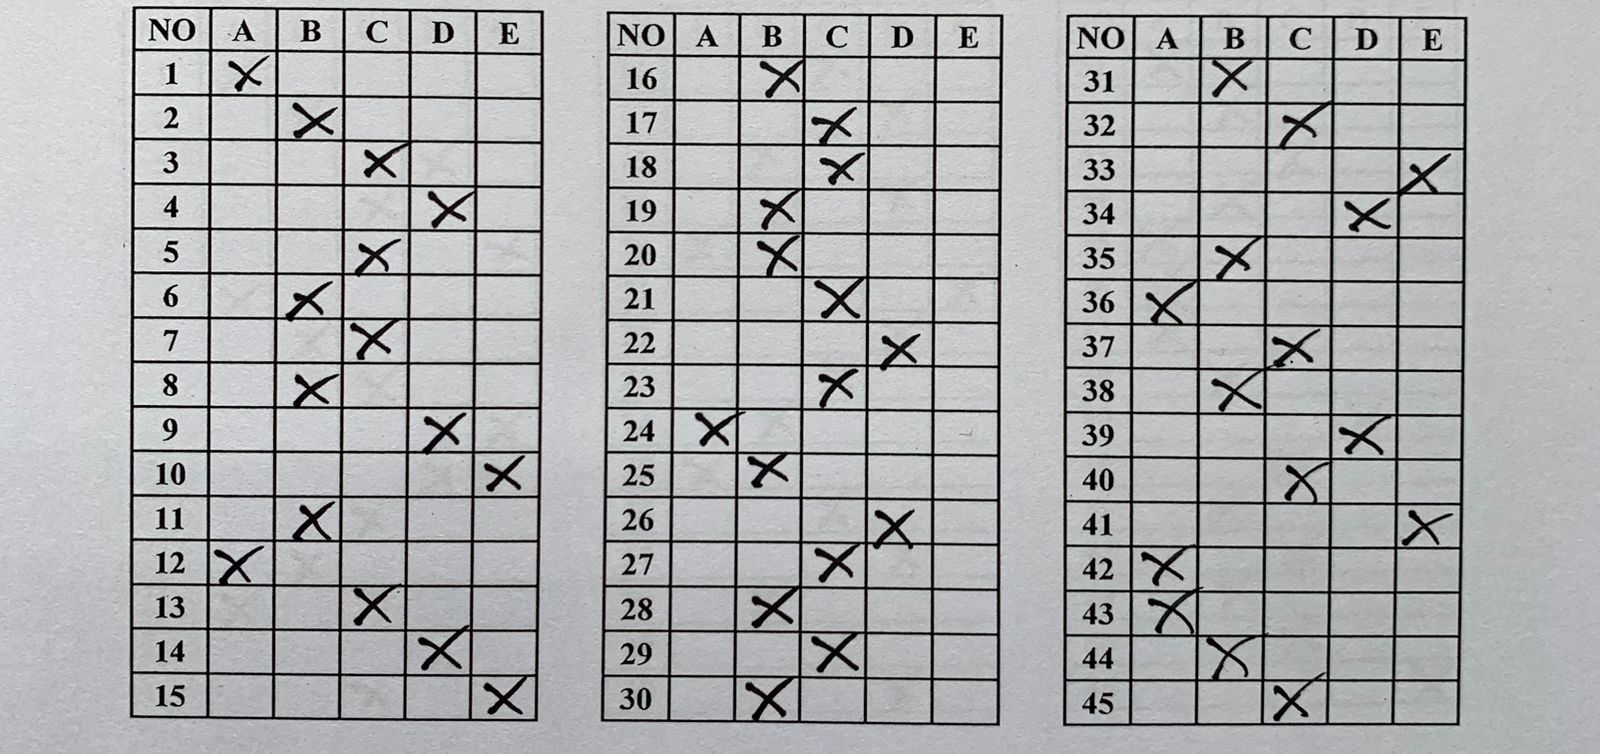 NO A B C D E
1 X
2 X
3 X
4 X
5 X
6 X
7 X
8 X
9 X
10 X
11 X
12 X
13 X
14 X
15 X
NO A B C D E
16 X
17 X
18 X
19 X
20 X
21 X
22 X
23 X
24 X
25 X
26 X
27 X
28 X
29 X
30 X
NO A B C D E
31 X
32 X
33 X
34 X
35 X
36 X
37 X
38 X
39 X
40 X
41 X
42 X
43 X
44 X
45 X